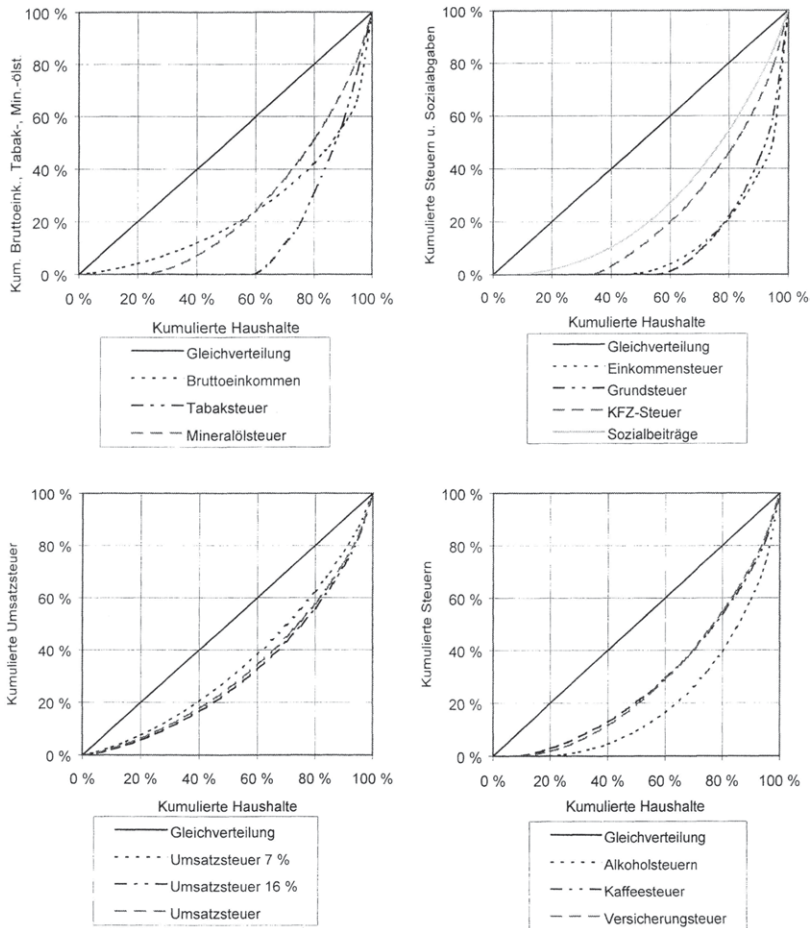 Kum. Bruttoeink., Tabak-, Min.-ölst.
100 %
80 %
60 %
40 %
20 %
0 %
0 % 20 % 40 % 60 % 80 % 100 %
Kumulierte Haushalte
Gleichverteilung
Bruttoeinkommen
Tabaksteuer
Mineralölsteuer
Kumulierte Steuern u. Sozialabgaben
100 %
80 %
60 %
40 %
20 %
0 %
0 % 20 % 40 % 60 % 80 % 100 %
Kumulierte Haushalte
Gleichverteilung
Einkommensteuer
Grundsteuer
KFZ-Steuer
Sozialbeiträge
Kumulierte Umsatzsteuer
100 %
80 %
60 %
40 %
20 %
0 %
0 % 20 % 40 % 60 % 80 % 100 %
Kumulierte Haushalte
Gleichverteilung
Umsatzsteuer 7 %
Umsatzsteuer 16 %
Umsatzsteuer
Kumulierte Steuern
100 %
80 %
60 %
40 %
20 %
0 %
0 % 20 % 40 % 60 % 80 % 100 %
Kumulierte Haushalte
Gleichverteilung
Alkoholsteuern
Kaffeesteuer
Versicherungsteuer